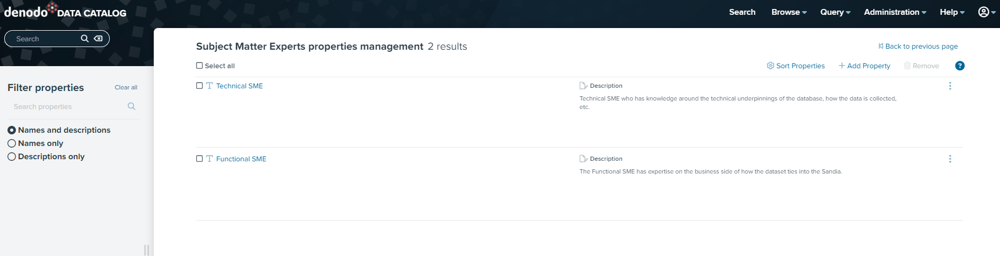 denodo DATA CATALOG
Search Browse Query Administration Help
Search
Filter properties Clear all
Search properties
Names and descriptions
Names only
Descriptions only
Subject Matter Experts properties management 2 results
Back to previous page
Select all
Sort Properties + Add Property Remove ?
T Technical SME
Description
Technical SME who has knowledge around the technical underpinnings of the database, how the data is collected,
etc.
T Functional SME
Description
The Functional SME has expertise on the business side of how the dataset ties into the Sandia.